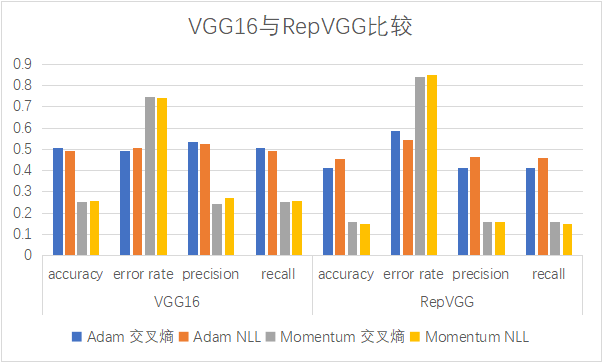 VGG16与RepVGG比较
0.9
0.8
0.7
0.6
0.5
0.4
0.3
0.2
0.1
0
accuracy error rate precision recall accuracy error rate precision recall
VGG16 RepVGG
Adam 交叉熵 Adam NLL Momentum 交叉熵 Momentum NLL